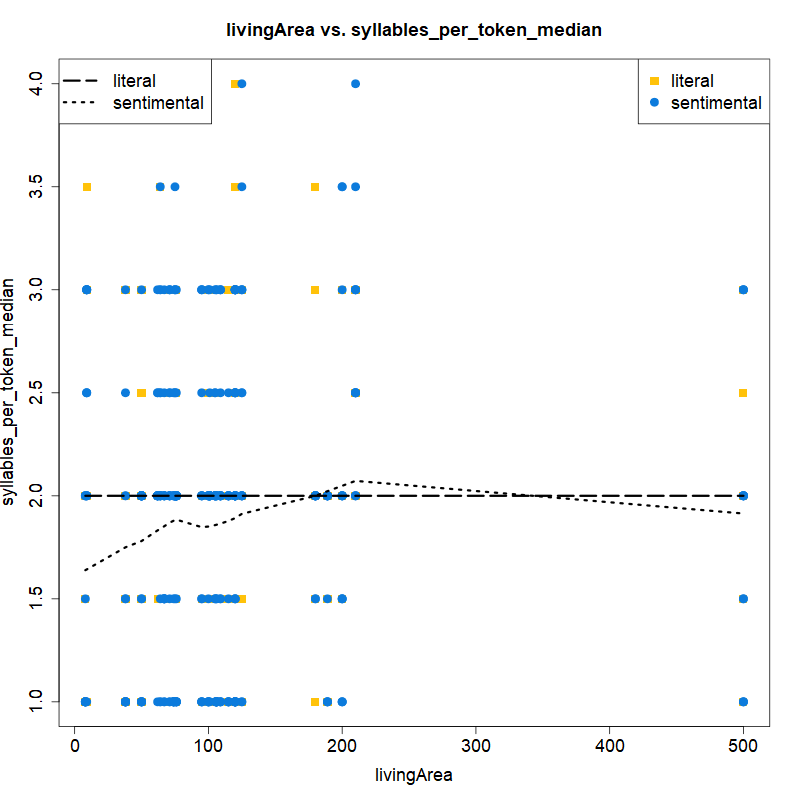 livingArea vs. syllables_per_token_median
literal
sentimental
literal
sentimental
syllables_per_token_median
4.0
3.5
3.0
2.5
2.0
1.5
1.0
0 100 200 300 400 500
livingArea